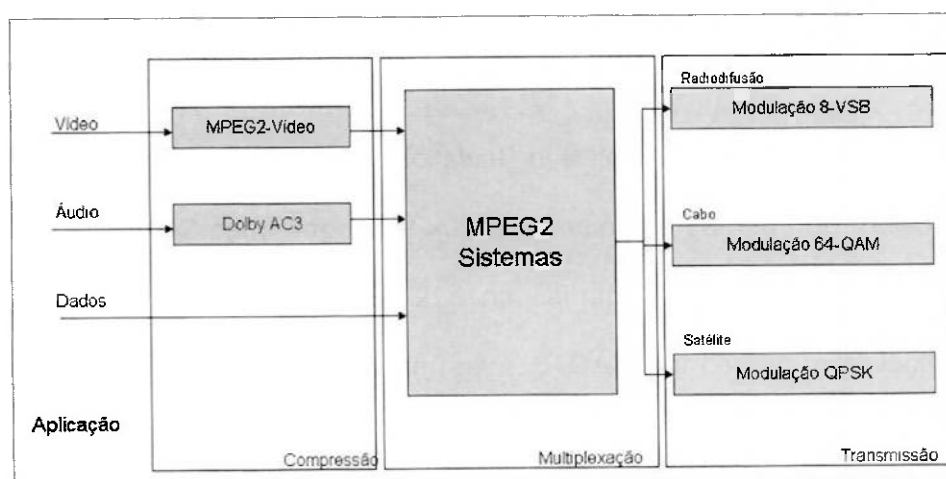 Vídeo
MPEG2-Vídeo
Áudio
Dolby AC3
Dados
Aplicação
Compressão
MPEG2
Sistemas
Multiplexação
Radiodifusão
Modulação 8-VSB
Cabo
Modulação 64-QAM
Satélite
Modulação QPSK
Transmissão